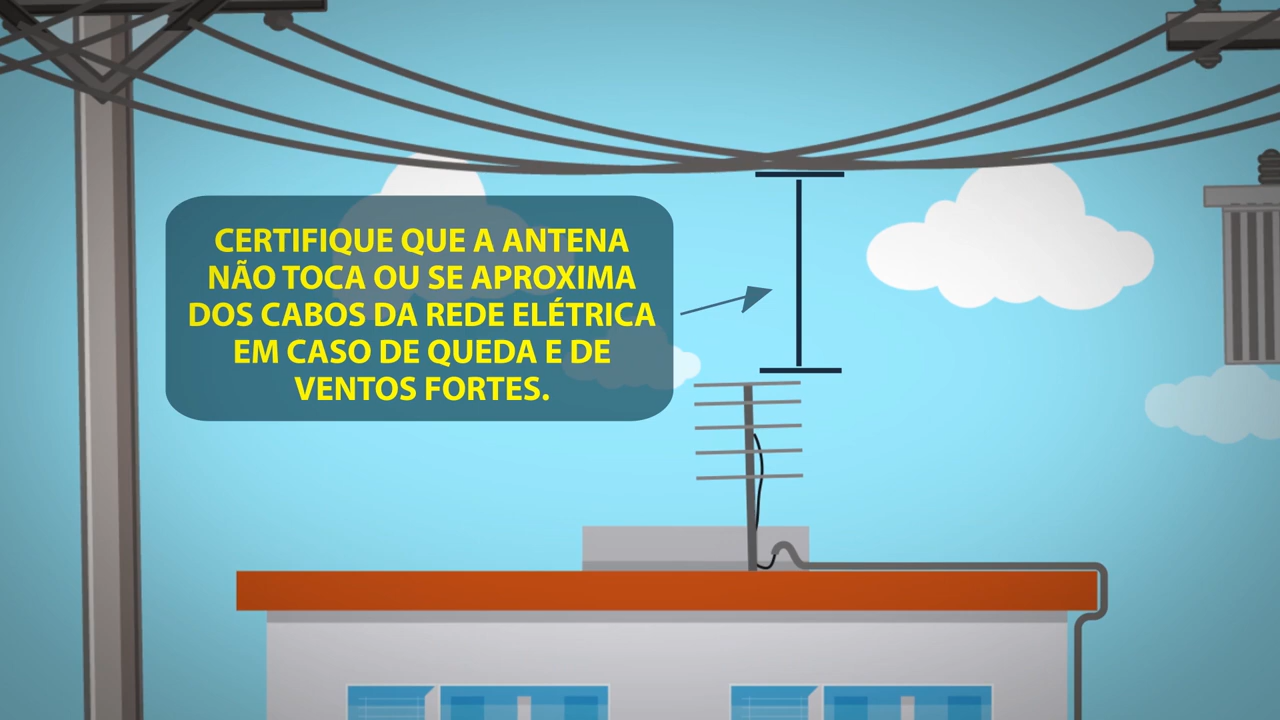 CERTIFIQUE QUE A ANTENA
NÃO TOCA OU SE APROXIMA
DOS CABOS DA REDE ELÉTRICA
EM CASO DE QUEDA E DE
VENTOS FORTES.